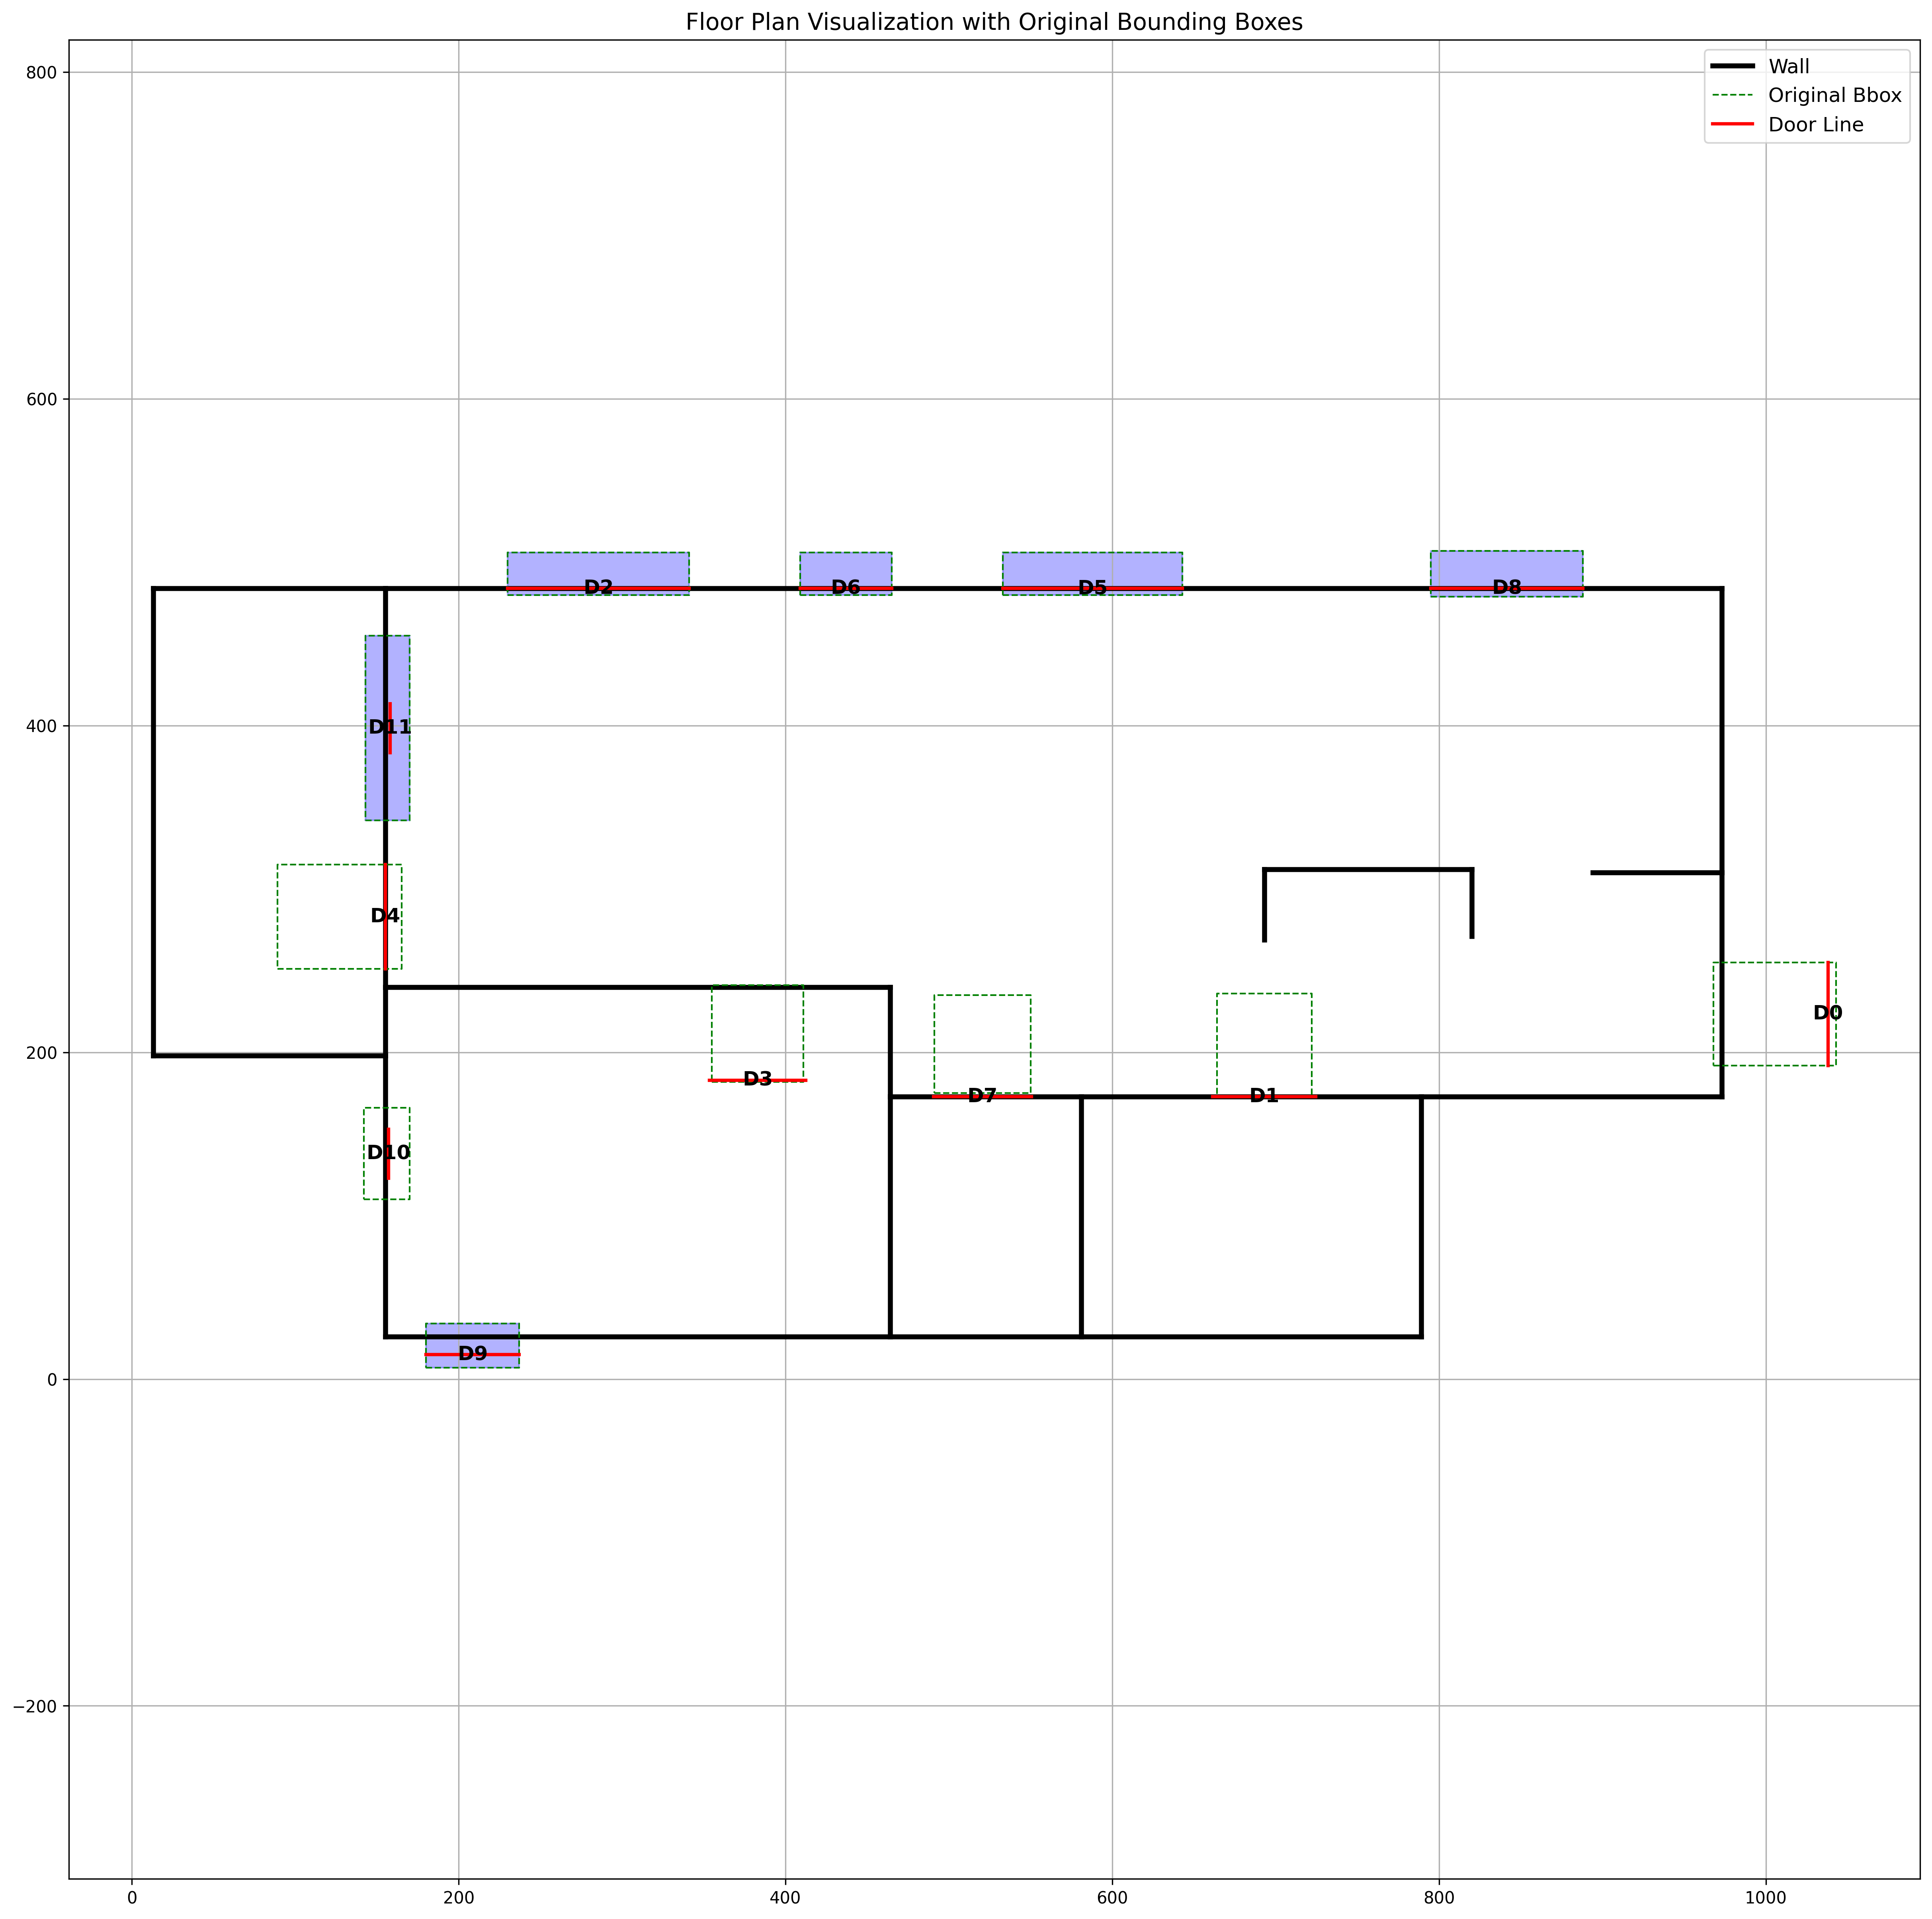 Floor Plan Visualization with Original Bounding Boxes
Wall
Original Bbox
Door Line
800
600
400
200
0
−200
D2
D6
D5
D8
D11
D4
D0
D3
D7
D1
D10
D9
0
200
400
600
800
1000